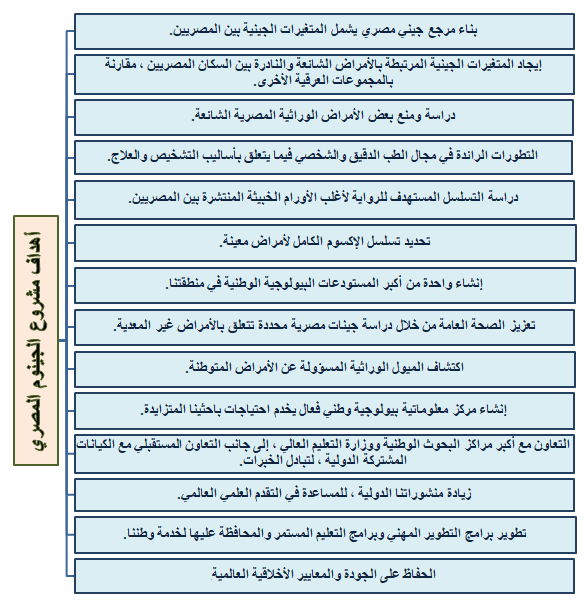 أهداف مشروع الجينوم المصري
بناء مرجع جيني مصري يشمل المتغيرات الجينية بين المصريين.
إيجاد المتغيرات الجينية المرتبطة بالأمراض الشائعة والنادرة بين السكان المصريين ، مقارنة
بالمجموعات العرقية الأخرى.
دراسة ومنع بعض الأمراض الوراثية المصرية الشائعة.
التطورات الرائدة في مجال الطب الدقيق والشخصي فيما يتعلق بأساليب التشخيص والعلاج.
دراسة التسلسل المستهدف للرواية لأغلب الأورام الخبيثة المنتشرة بين المصريين.
تحديد تسلسل الإكسوم الكامل لأمراض معينة.
إنشاء واحدة من أكبر المستودعات البيولوجية الوطنية في منطقتنا.
تعزيز الصحة العامة من خلال دراسة جينات مصرية محددة تتعلق بالأمراض غير المعدية.
اكتشاف الميول الوراثية المسؤولة عن الأمراض المتوطنة.
إنشاء مركز معلوماتية بيولوجية وطني فعال يخدم احتياجات باحثينا المتزايدة.
التعاون مع أكبر مراكز البحوث الوطنية ووزارة التعليم العالي ، إلى جانب التعاون المستقبلي مع الكيانات
المشتركة الدولية ، لتبادل الخبرات.
زيادة منشوراتنا الدولية ، للمساعدة في التقدم العلمي العالمي.
تطوير برامج التطوير المهني وبرامج التعليم المستمر والمحافظة عليها لخدمة وطننا.
الحفاظ على الجودة والمعايير الأخلاقية العالمية